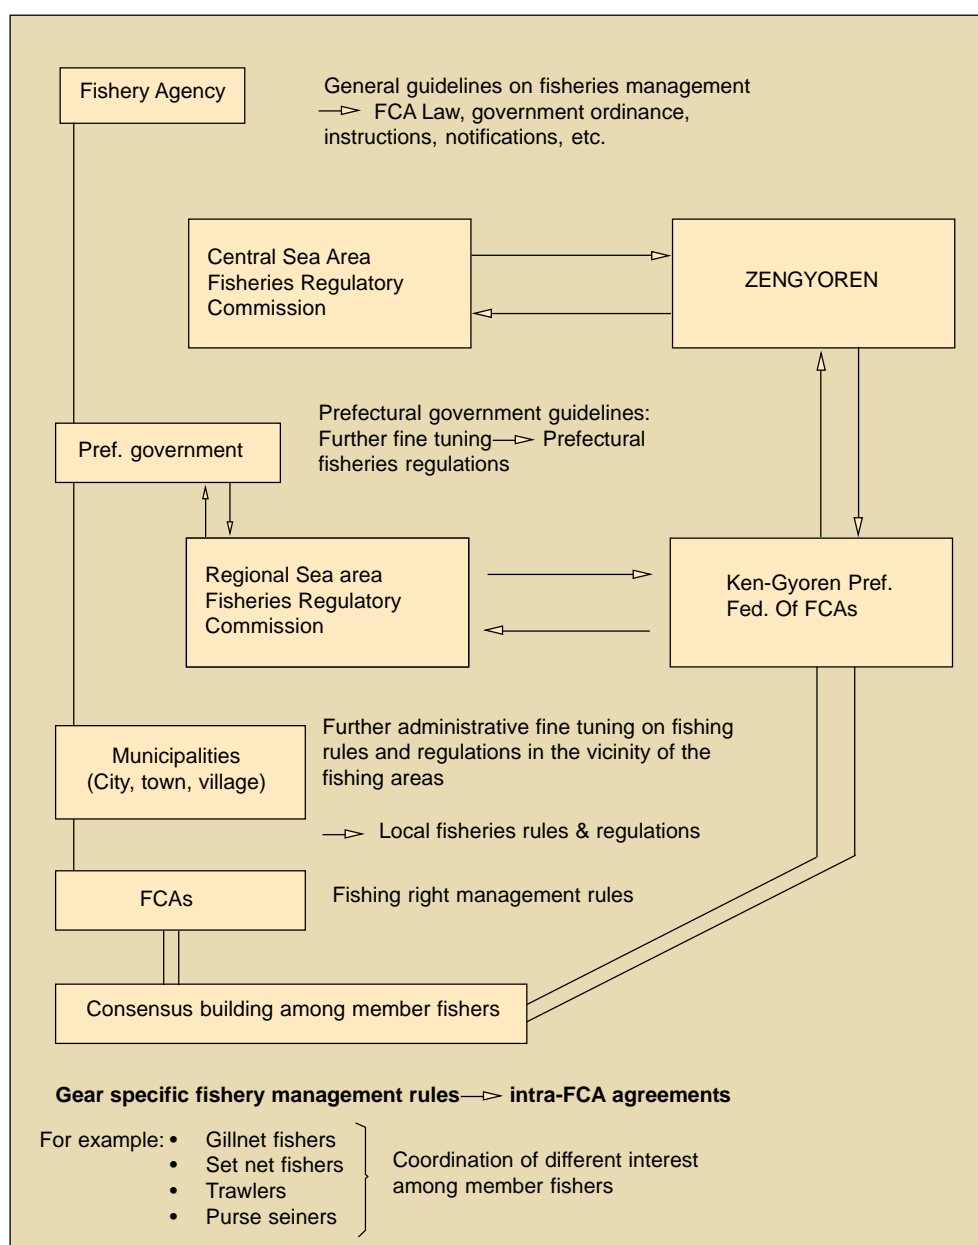 Fishery Agency
General guidelines on fisheries management
FCA Law, government ordinance,
instructions, notifications, etc.
Central Sea Area
Fisheries Regulatory
Commission
ZENGYOREN
Prefectural government guidelines:
Further fine tuning Prefectural
fisheries regulations
Pref. government
Regional Sea area
Fisheries Regulatory
Commission
Ken-Gyoren Pref.
Fed. Of FCAs
Further administrative fine tuning on fishing
rules and regulations in the vicinity of the
fishing areas
Municipalities
(City, town, village)
Local fisheries rules & regulations
FCAs
Fishing right management rules
Consensus building among member fishers
Gear specific fishery management rules intra-FCA agreements
For example: • Gillnet fishers
• Set net fishers
• Trawlers
• Purse seiners
Coordination of different interest
among member fishers